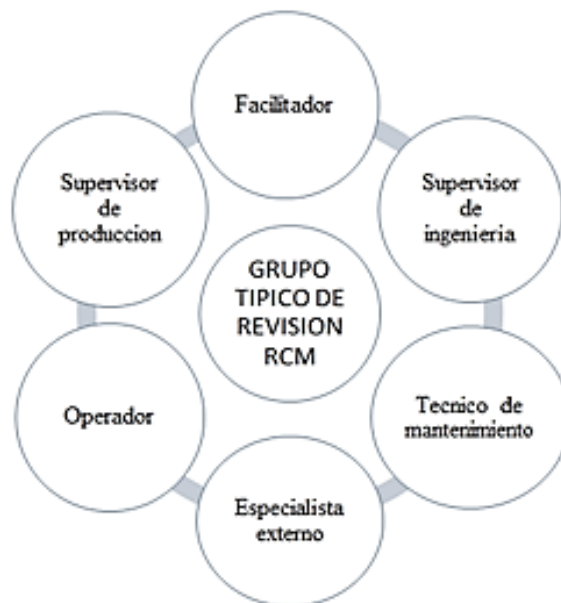 Facilitador
Supervisor
de
produccion
Supervisor
de
ingenieria
GRUPO
TIPICO DE
REVISION
RCM
Operador
Tecnico de
mantenimiento
Especialista
externo